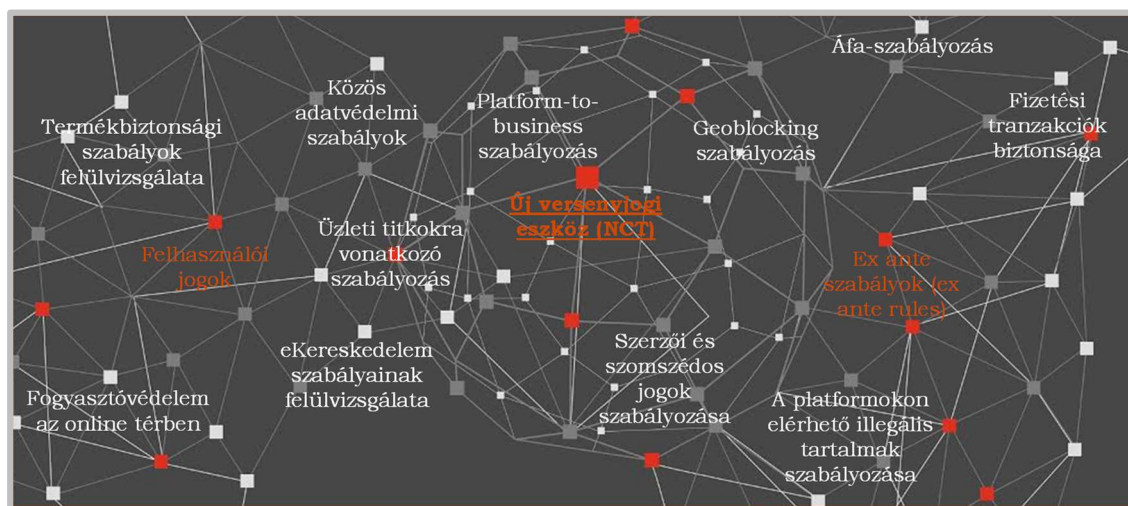 Áfa-szabályozás
Közös
adatvédelmi
szabályok
Platform-to-
business
szabályozás
Geoblocking
szabályozás
Fizetési
tranzakciók
biztonsága
Termékbiztonsági
szabályok
felülvizsgálata
Új versenyjogi
eszköz (NCT)
Üzleti titkokra
vonatkozó
szabályozás
Felhasználói
jogok
Ex ante
szabályok (ex
ante rules)
eKereskedelem
szabályainak
felülvizsgálata
Szerzői és
szomszédos
jogok
szabályozása
Fogyasztóvédelem
az online térben
A platformokon
elérhető illegális
tartalmak
szabályozása